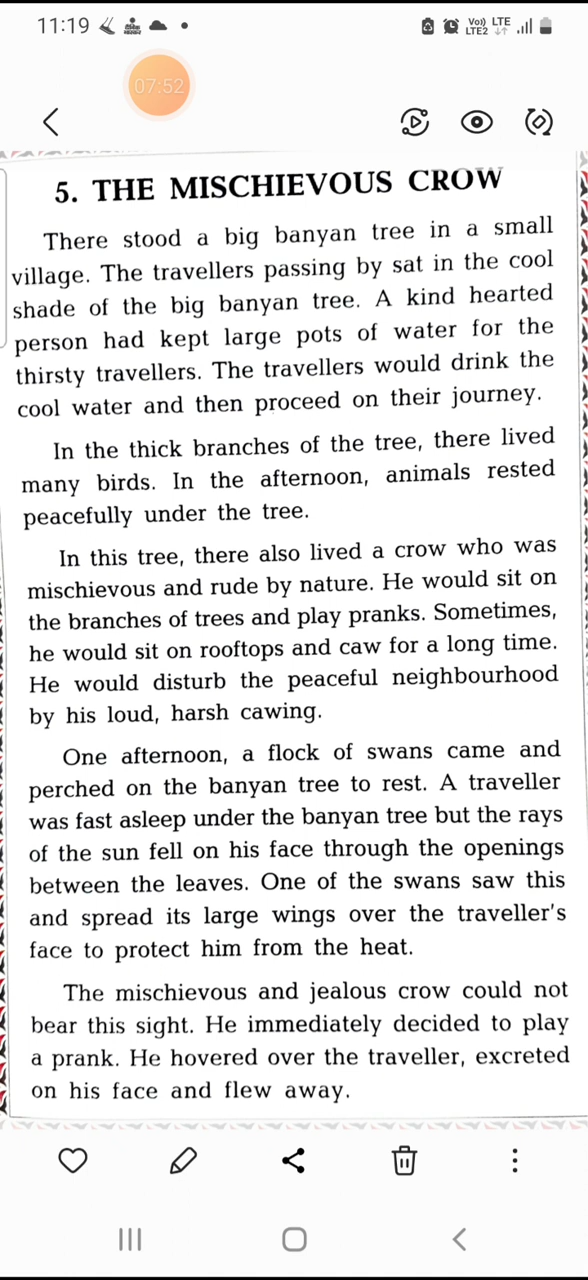 11:19
Vo) LTE
LTE2
07:52
5. THE MISCHIEVOUS CROW
There stood a big banyan tree in a small
village. The travellers passing by sat in the cool
shade of the big banyan tree. A kind hearted
person had kept large pots of water for the
thirsty travellers. The travellers would drink the
cool water and then proceed on their journey.
In the thick branches of the tree, there lived
many birds. In the afternoon, animals rested
peacefully under the tree.
In this tree, there also lived a crow who was
mischievous and rude by nature. He would sit on
the branches of trees and play pranks. Sometimes,
he would sit on rooftops and caw for a long time.
He would disturb the peaceful neighbourhood
by his loud, harsh cawing.
One afternoon, a flock of swans came and
perched on the banyan tree to rest. A traveller
was fast asleep under the banyan tree but the rays
of the sun fell on his face through the openings
between the leaves. One of the swans saw this
and spread its large wings over the traveller's
face to protect him from the heat.
The mischievous and jealous crow could not
bear this sight. He immediately decided to play
a prank. He hovered over the traveller, excreted
on his face and flew away.